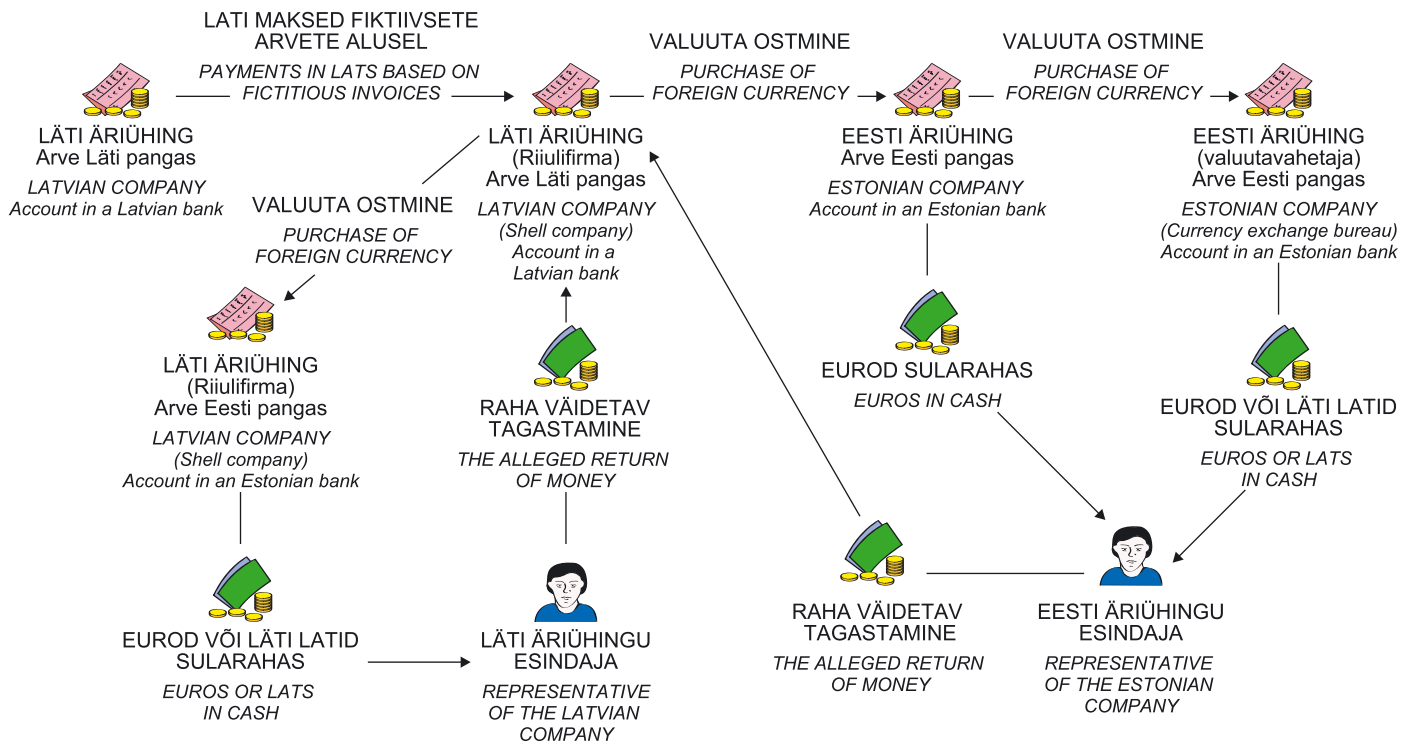 LATI MAKSED FIKTIIVSETE
ARVETE ALUSEL
PAYMENTS IN LATS BASED ON
FICTITIOUS INVOICES
VALUUTA OSTMINE
PURCHASE OF
FOREIGN CURRENCY
VALUUTA OSTMINE
PURCHASE OF
FOREIGN CURRENCY
LÄTI ÄRIÜHING
Arve Läti pangas
LATVIAN COMPANY
Account in a Latvian bank
LÄTI ÄRIÜHING
(Riiulifirma)
Arve Läti pangas
LATVIAN COMPANY
(Shell company)
Account in a
Latvian bank
EESTI ÄRIÜHING
Arve Eesti pangas
ESTONIAN COMPANY
Account in an Estonian bank
EESTI ÄRIÜHING
(valuutavahetaja)
Arve Eesti pangas
ESTONIAN COMPANY
(Currency exchange bureau)
Account in an Estonian bank
VALUUTA OSTMINE
PURCHASE OF
FOREIGN CURRENCY
LÄTI ÄRIÜHING
(Riiulifirma)
Arve Eesti pangas
LATVIAN COMPANY
(Shell company)
Account in an Estonian bank
RAHA VÄIDETAV
TAGASTAMINE
THE ALLEGED RETURN
OF MONEY
EUROD SULARAHAS
EUROS IN CASH
EUROD VÕI LÄTI LATID
SULARAHAS
EUROS OR LATS
IN CASH
EUROD VÕI LÄTI LATID
SULARAHAS
EUROS OR LATS
IN CASH
LÄTI ÄRIÜHINGU
ESINDAJA
REPRESENTATIVE
OF THE LATVIAN
COMPANY
RAHA VÄIDETAV
TAGASTAMINE
THE ALLEGED RETURN
OF MONEY
EESTI ÄRIÜHINGU
ESINDAJA
REPRESENTATIVE
OF THE ESTONIAN
COMPANY